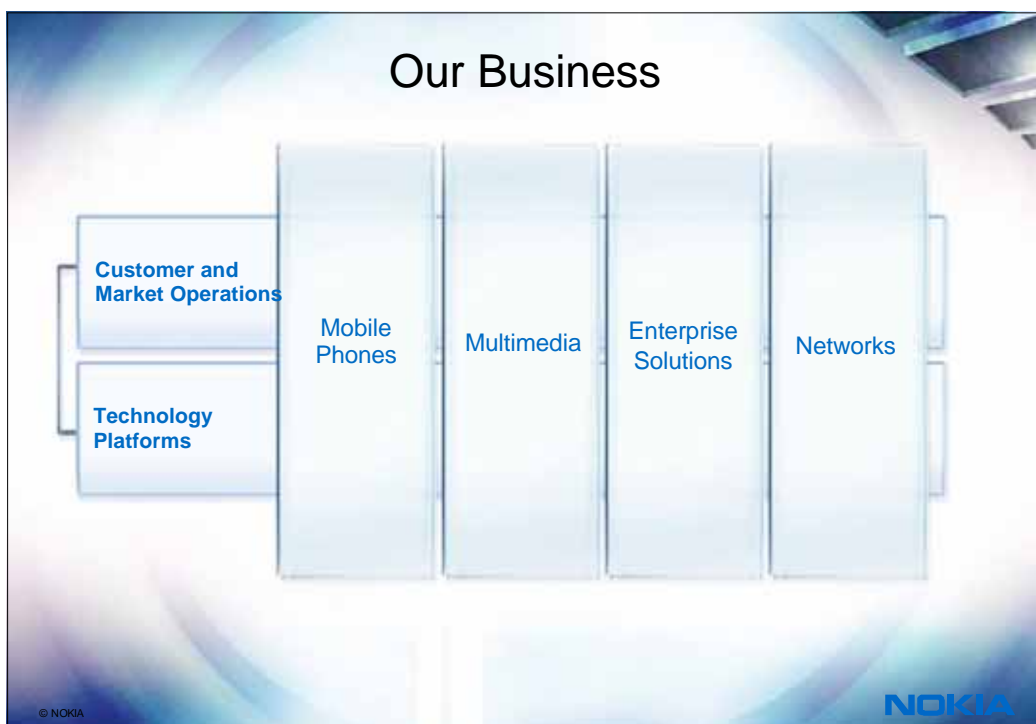 Our Business
Customer and
Market Operations
Mobile
Phones
Multimedia
Enterprise
Solutions
Networks
Technology
Platforms
© NOKIA
NOKIA